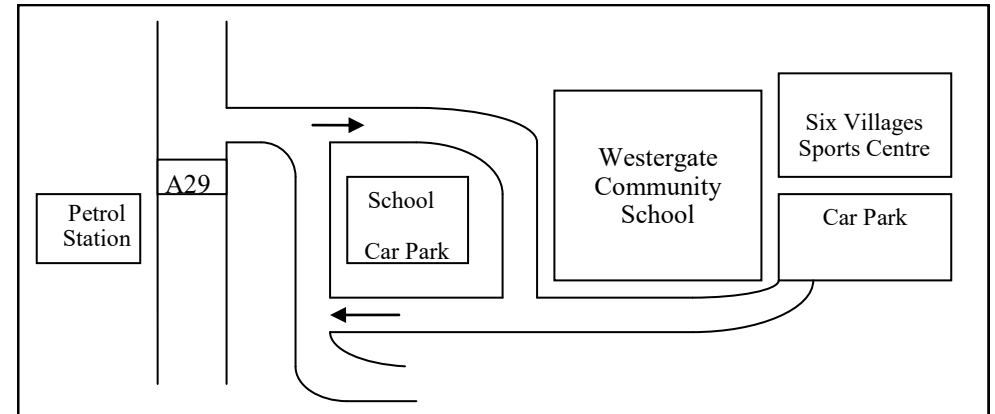 A29
Petrol
Station
School
Car Park
Westergate
Community
School
Six Villages
Sports Centre
Car Park